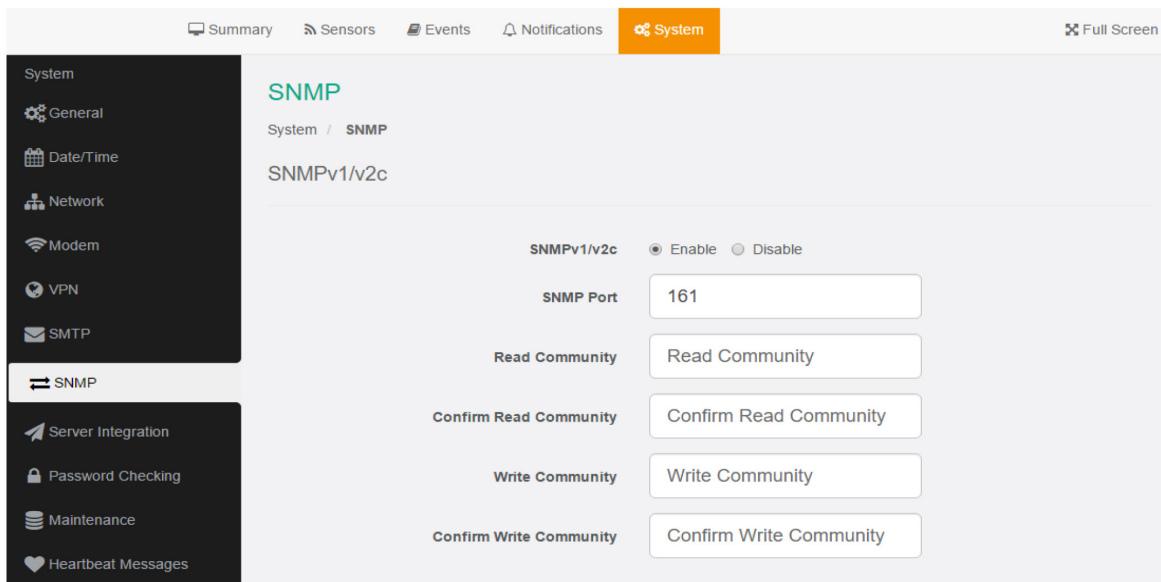 Summary Sensors Events Notifications System Full Screen
System
General
Date/Time
Network
Modem
VPN
SMTP
SNMP
Server Integration
Password Checking
Maintenance
Heartbeat Messages
SNMP
System / SNMP
SNMPv1/v2c
SNMPv1/v2c Enable Disable
SNMP Port 161
Read Community Read Community
Confirm Read Community Confirm Read Community
Write Community Write Community
Confirm Write Community Confirm Write Community